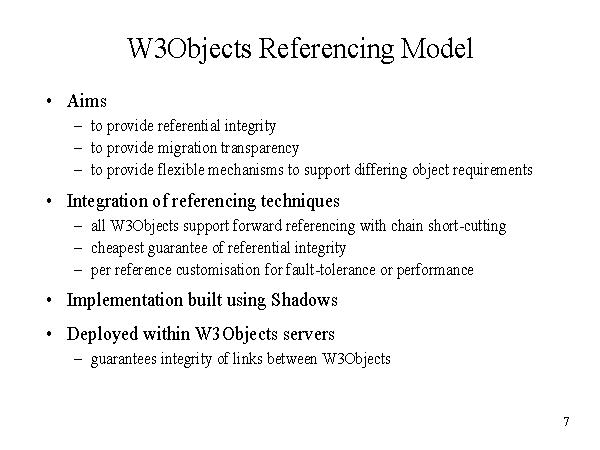 W3Objects Referencing Model
• Aims
– to provide referential integrity
– to provide migration transparency
– to provide flexible mechanisms to support differing object requirements
• Integration of referencing techniques
– all W3Objects support forward referencing with chain short-cutting
– cheapest guarantee of referential integrity
– per reference customisation for fault-tolerance or performance
• Implementation built using Shadows
• Deployed within W3Objects servers
– guarantees integrity of links between W3Objects
7